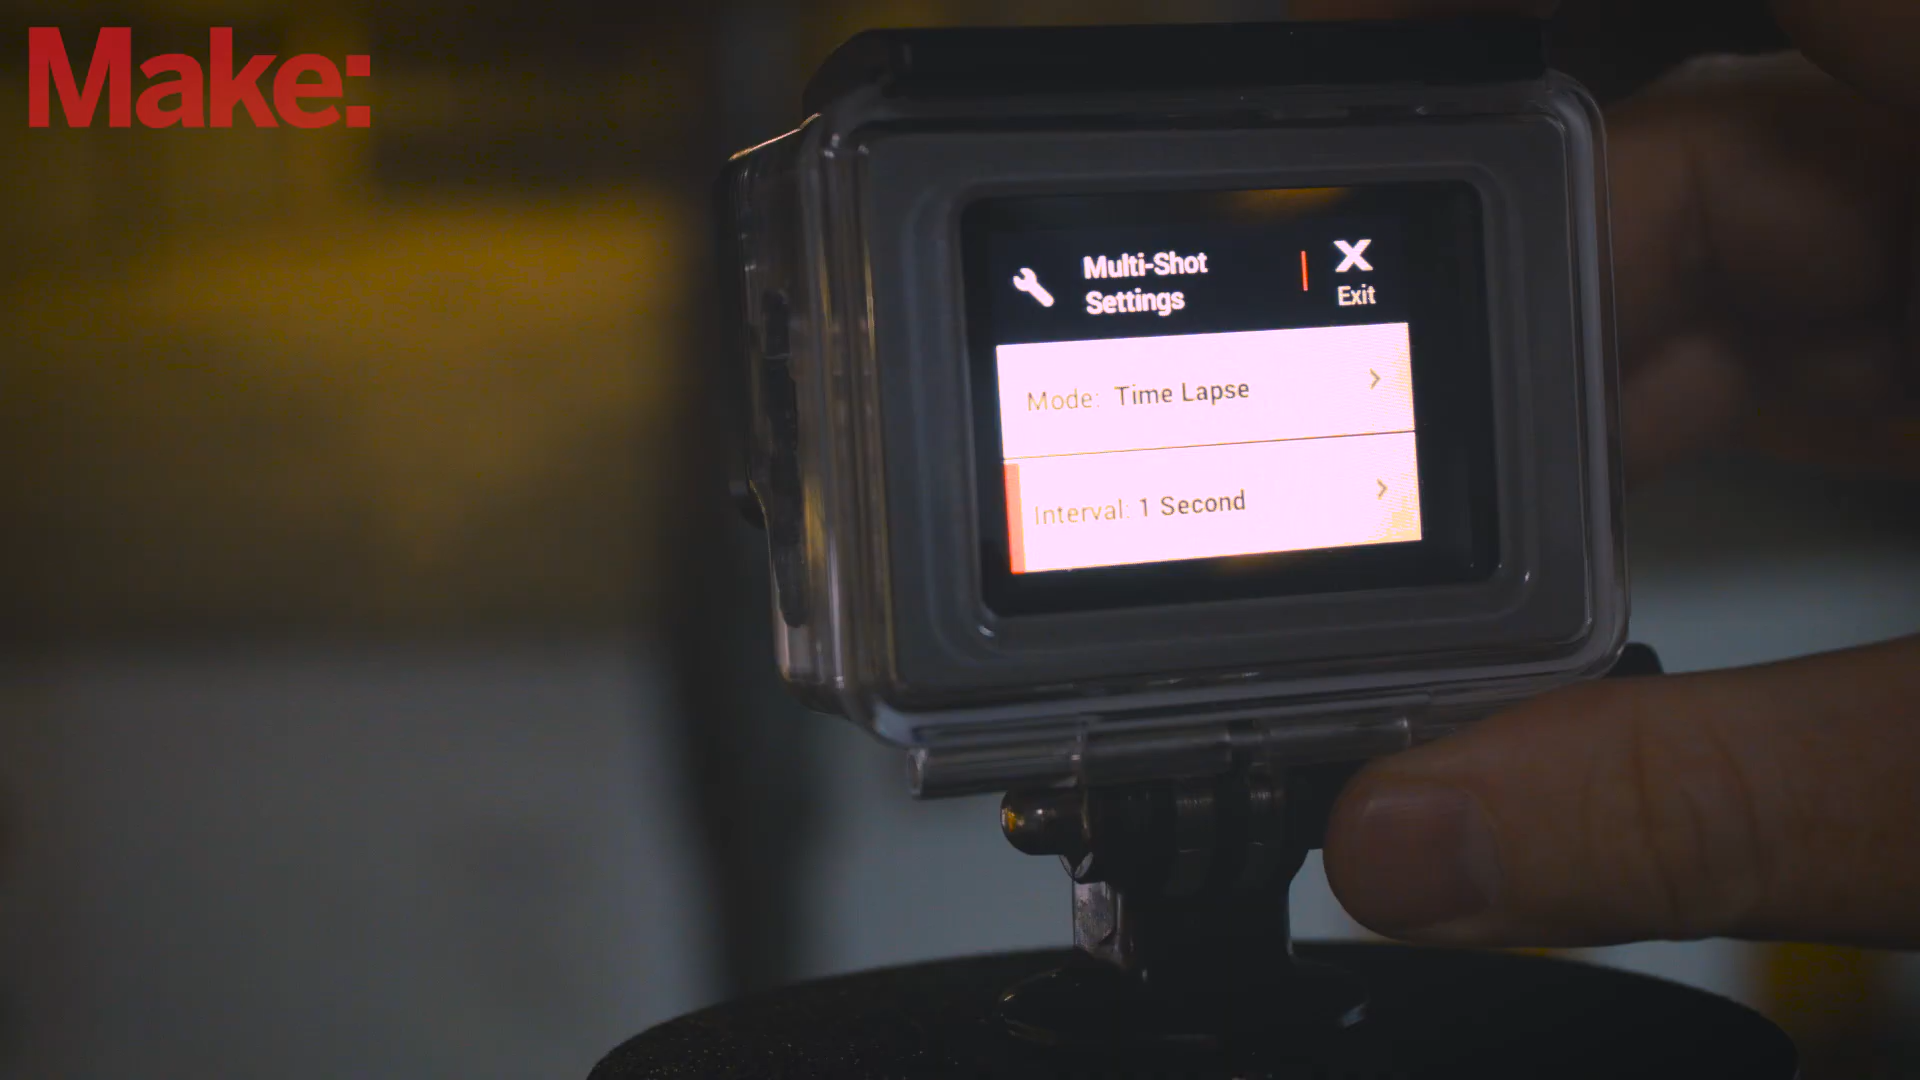 Make:
Multi-Shot
Settings
X
Exit
Mode: Time Lapse
Interval: 1 Second